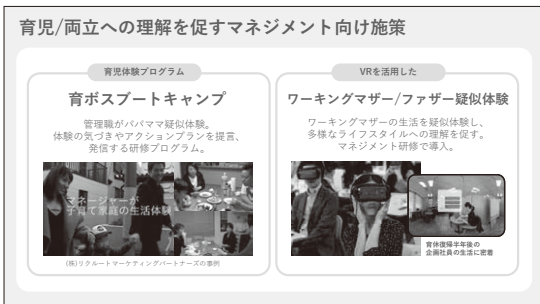 育児/両立への理解を促すマネジメント向け施策
育児体験プログラム
育ボスブートキャンプ
管理職がパパママ疑似体験。
体験の気づきやアクションプランを提言、
発信する研修プログラム。
マネージャーが
子育て家庭の生活体験
(株)リクルートマーケティングパートナーズの事例
VRを活用した
ワーキングマザー/ファザー疑似体験
ワーキングマザーの生活を疑似体験し、
多様なライフスタイルへの理解を促す。
マネジメント研修で導入。
育休復帰半年後の
企画社員の生活に密着